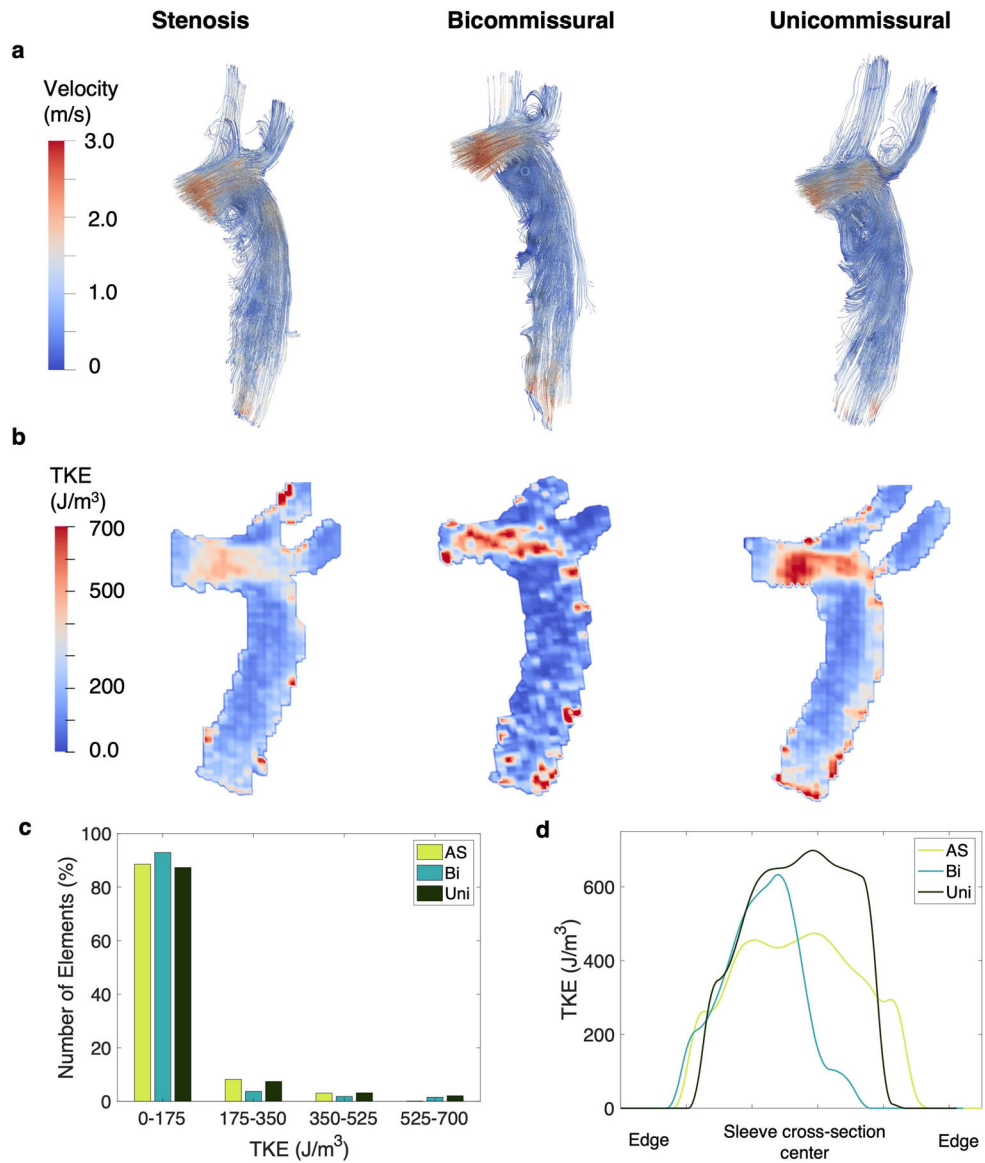 Stenosis Bicommissural Unicommissural
a
Velocity
(m/s)
3.0
2.0
1.0
0
b
TKE
(J/m³)
700
500
200
0.0
c
Number of Elements (%)
100
80
60
40
20
0
AS
Bi
Uni
0-175 175-350 350-525 525-700
TKE (J/m³)
d
TKE (J/m³)
600
400
200
0
AS
Bi
Uni
Edge Sleeve cross-section Edge
center